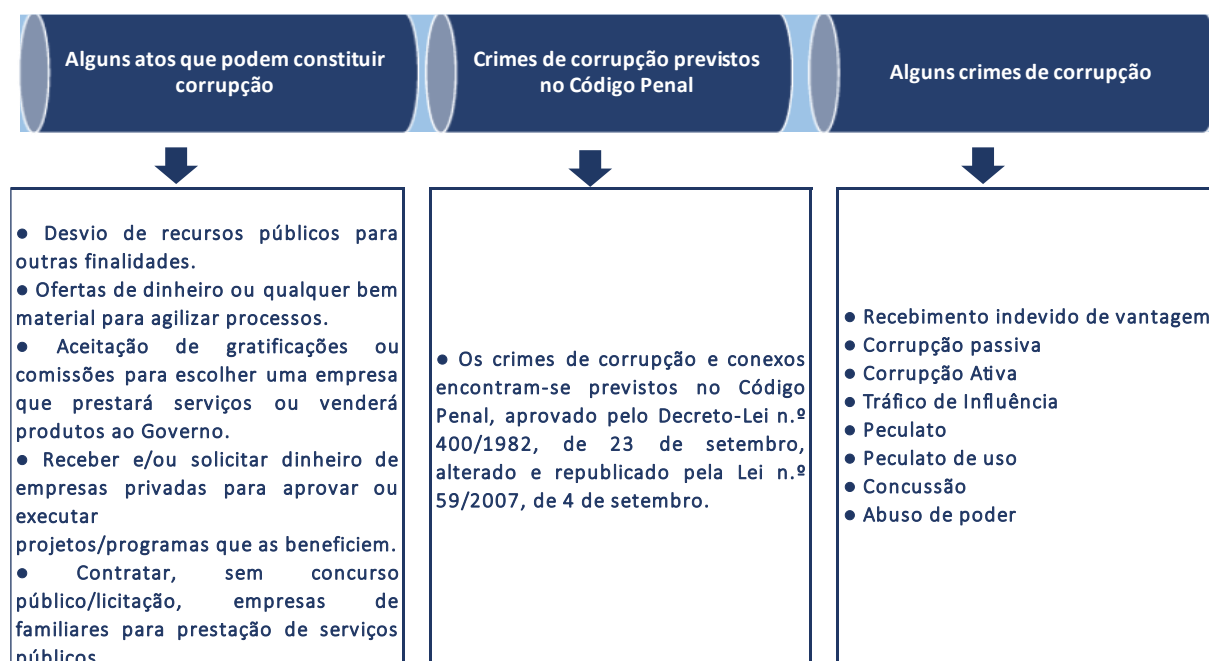 Alguns atos que podem constituir
corrupção
Crimes de corrupção previstos
no Código Penal
Alguns crimes de corrupção
● Desvio de recursos públicos para
outras finalidades.
● Ofertas de dinheiro ou qualquer bem
material para agilizar processos.
● Aceitação de gratificações ou
comissões para escolher uma empresa
que prestará serviços ou venderá
produtos ao Governo.
● Receber e/ou solicitar dinheiro de
empresas privadas para aprovar ou
executar
projetos/programas que as beneficiem.
● Contratar, sem concurso
público/licitação, empresas de
familiares para prestação de serviços
públicos
● Os crimes de corrupção e conexos
encontram-se previstos no Código
Penal, aprovado pelo Decreto-Lei n.º
400/1982, de 23 de setembro,
alterado e republicado pela Lei n.º
59/2007, de 4 de setembro.
● Recebimento indevido de vantagem
● Corrupção passiva
● Corrupção Ativa
● Tráfico de Influência
● Peculato
● Peculato de uso
● Concussão
● Abuso de poder